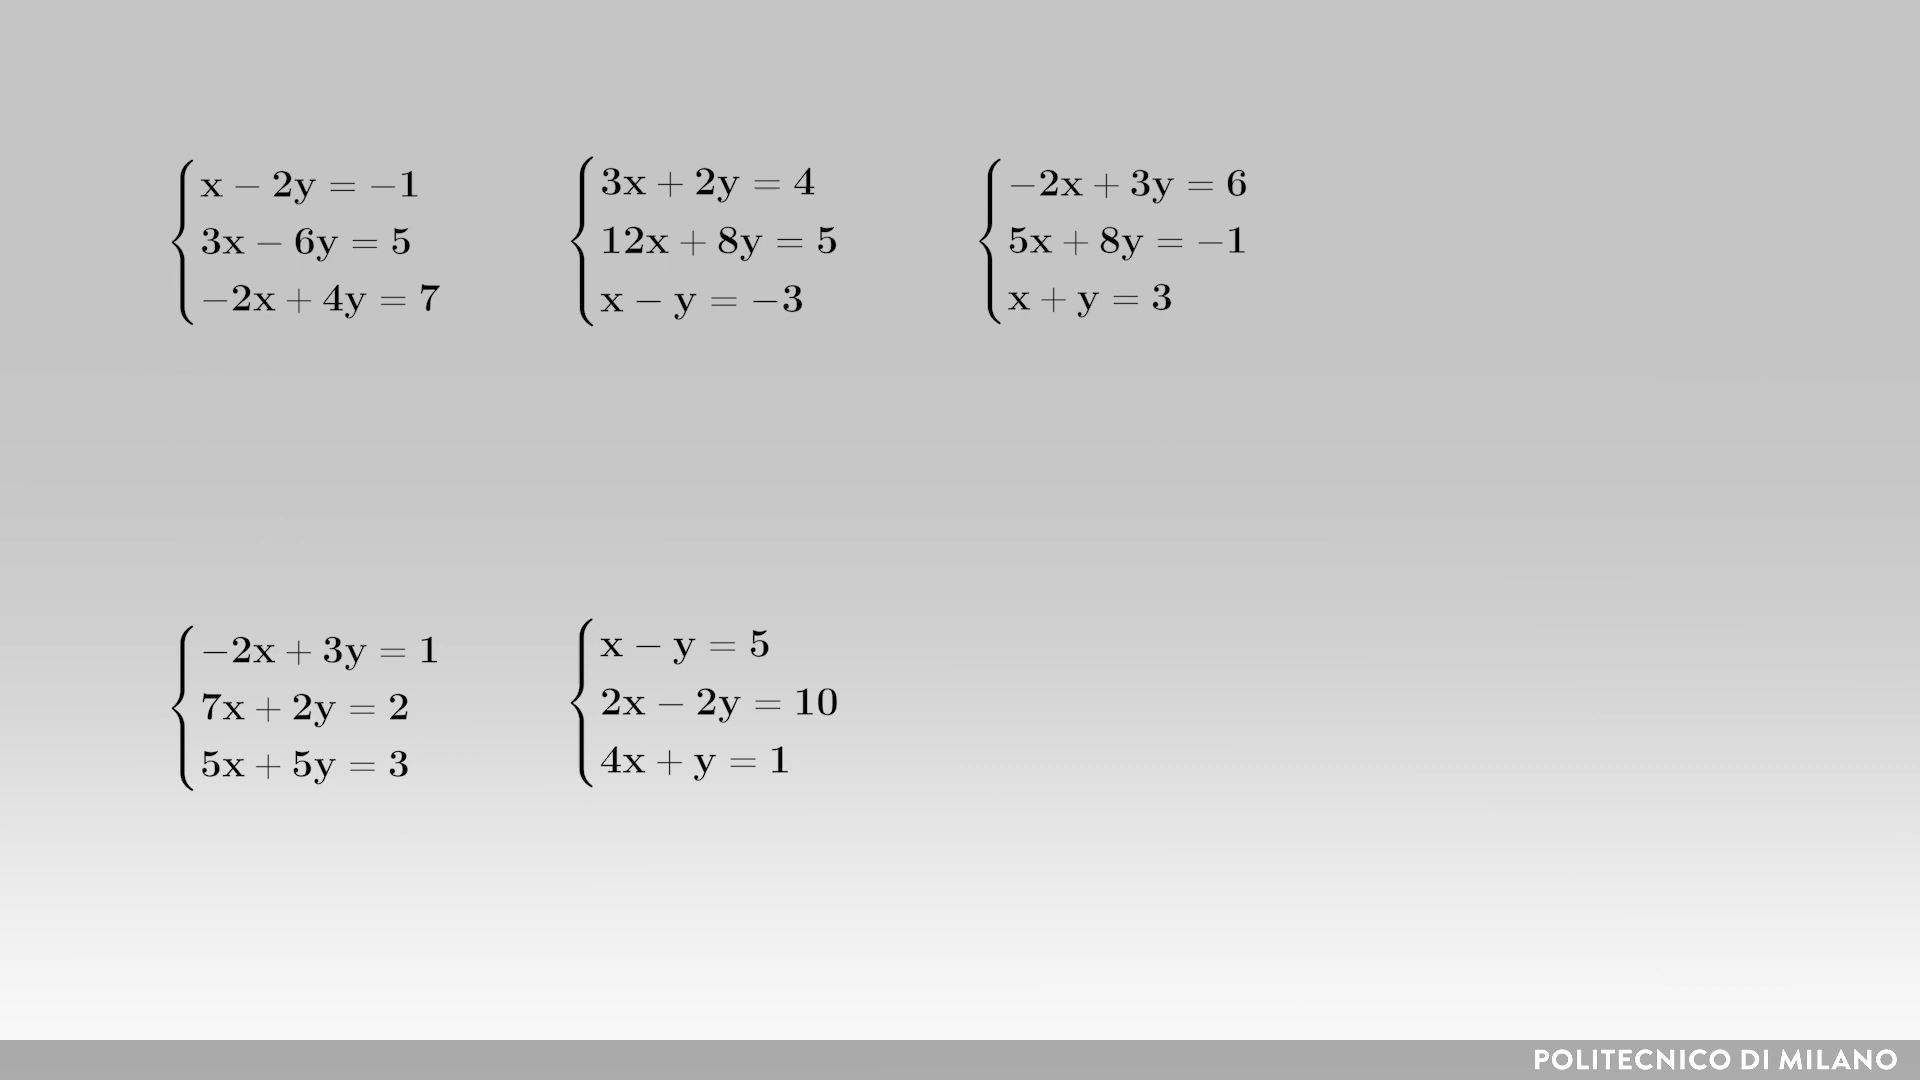 x − 2y = −1
3x − 6y = 5
−2x + 4y = 7
3x + 2y = 4
12x + 8y = 5
x − y = −3
−2x + 3y = 6
5x + 8y = −1
x + y = 3
−2x + 3y = 1
7x + 2y = 2
5x + 5y = 3
x − y = 5
2x − 2y = 10
4x + y = 1
POLITECNICO DI MILANO